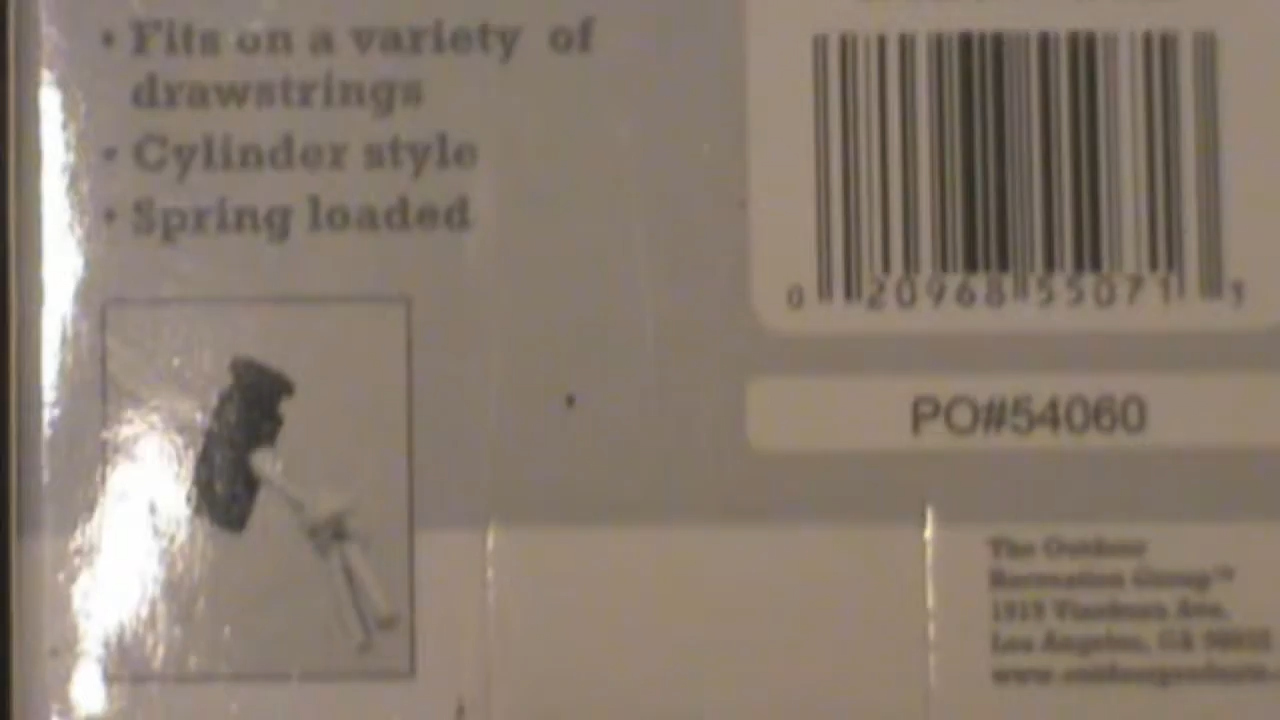 • Fits on a variety of
drawstrings
• Cylinder style
• Spring loaded
0 20968 55071
PO#54060
The Outdoor
Recreation Group™
Los Angeles, CA